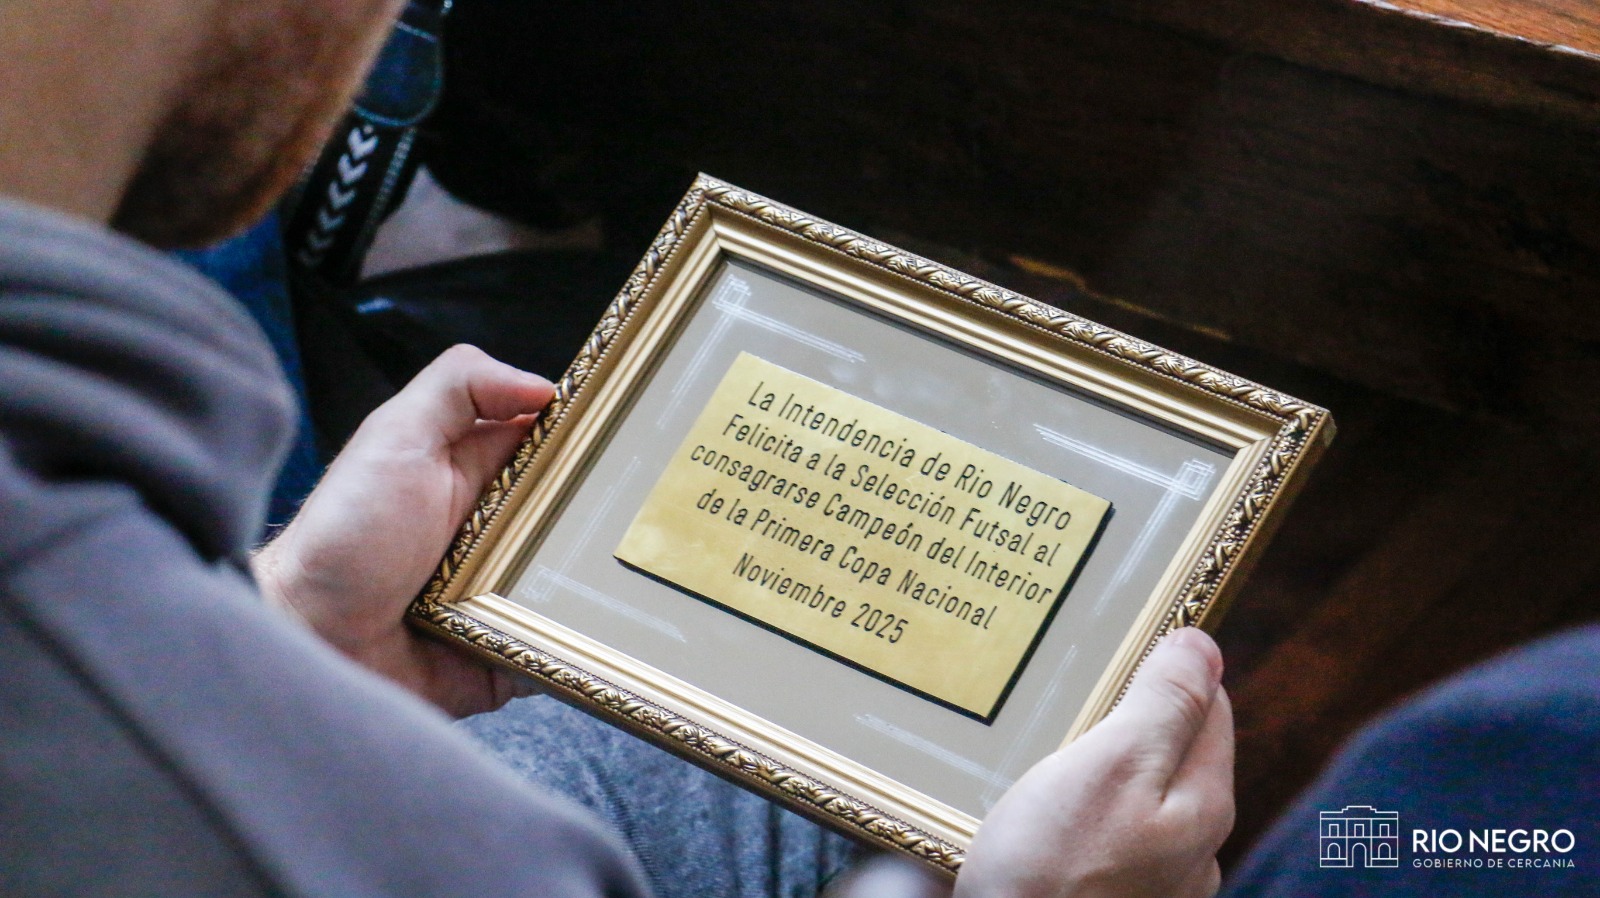 La Intendencia de Rio Negro
Felicita a la Selección Futsal al
consagrarse Campeón del Interior
de la Primera Copa Nacional
Noviembre 2025
RIO NEGRO
GOBIERNO DE CERCANIA